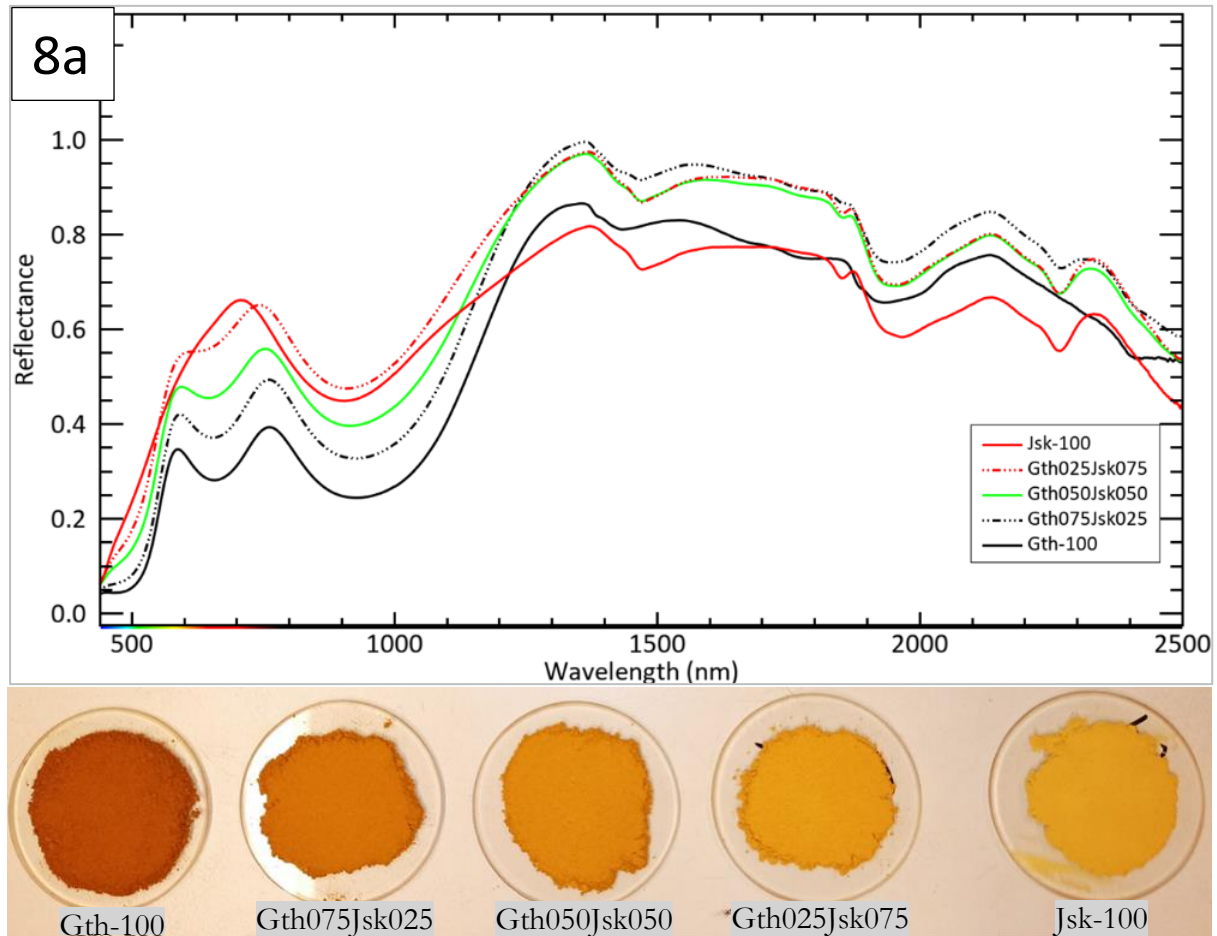 8a
1.0
0.8
0.6
0.4
0.2
0.0
Reflectance
500 1000 1500 2000 2500
Wavelength (nm)
Jsk-100
Gth025Jsk075
Gth050Jsk050
Gth075Jsk025
Gth-100
Gth-100 Gth075Jsk025 Gth050Jsk050 Gth025Jsk075 Jsk-100